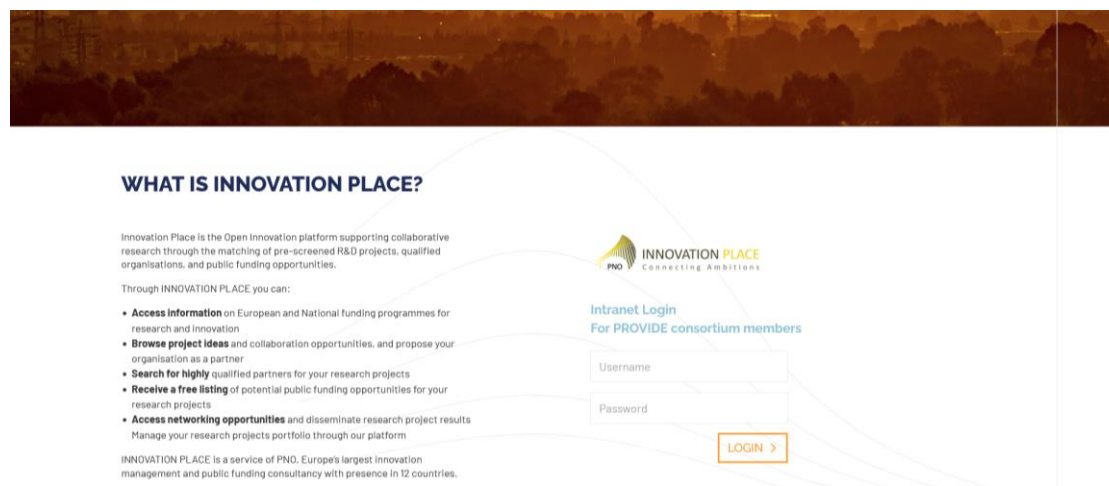 WHAT IS INNOVATION PLACE?
Innovation Place is the Open Innovation platform supporting collaborative
research through the matching of pre-screened R&D projects, qualified
organisations, and public funding opportunities.
Through INNOVATION PLACE you can:
• Access information on European and National funding programmes for
research and innovation
• Browse project ideas and collaboration opportunities, and propose your
organisation as a partner
• Search for highly qualified partners for your research projects
• Receive a free listing of potential public funding opportunities for your
research projects
• Access networking opportunities and disseminate research project results
Manage your research projects portfolio through our platform
INNOVATION PLACE is a service of PNO, Europe's largest innovation
management and public funding consultancy with presence in 12 countries.
INNOVATION PLACE
PNO Connecting Ambitions
Intranet Login
For PROVIDE consortium members
Username
Password
LOGIN >